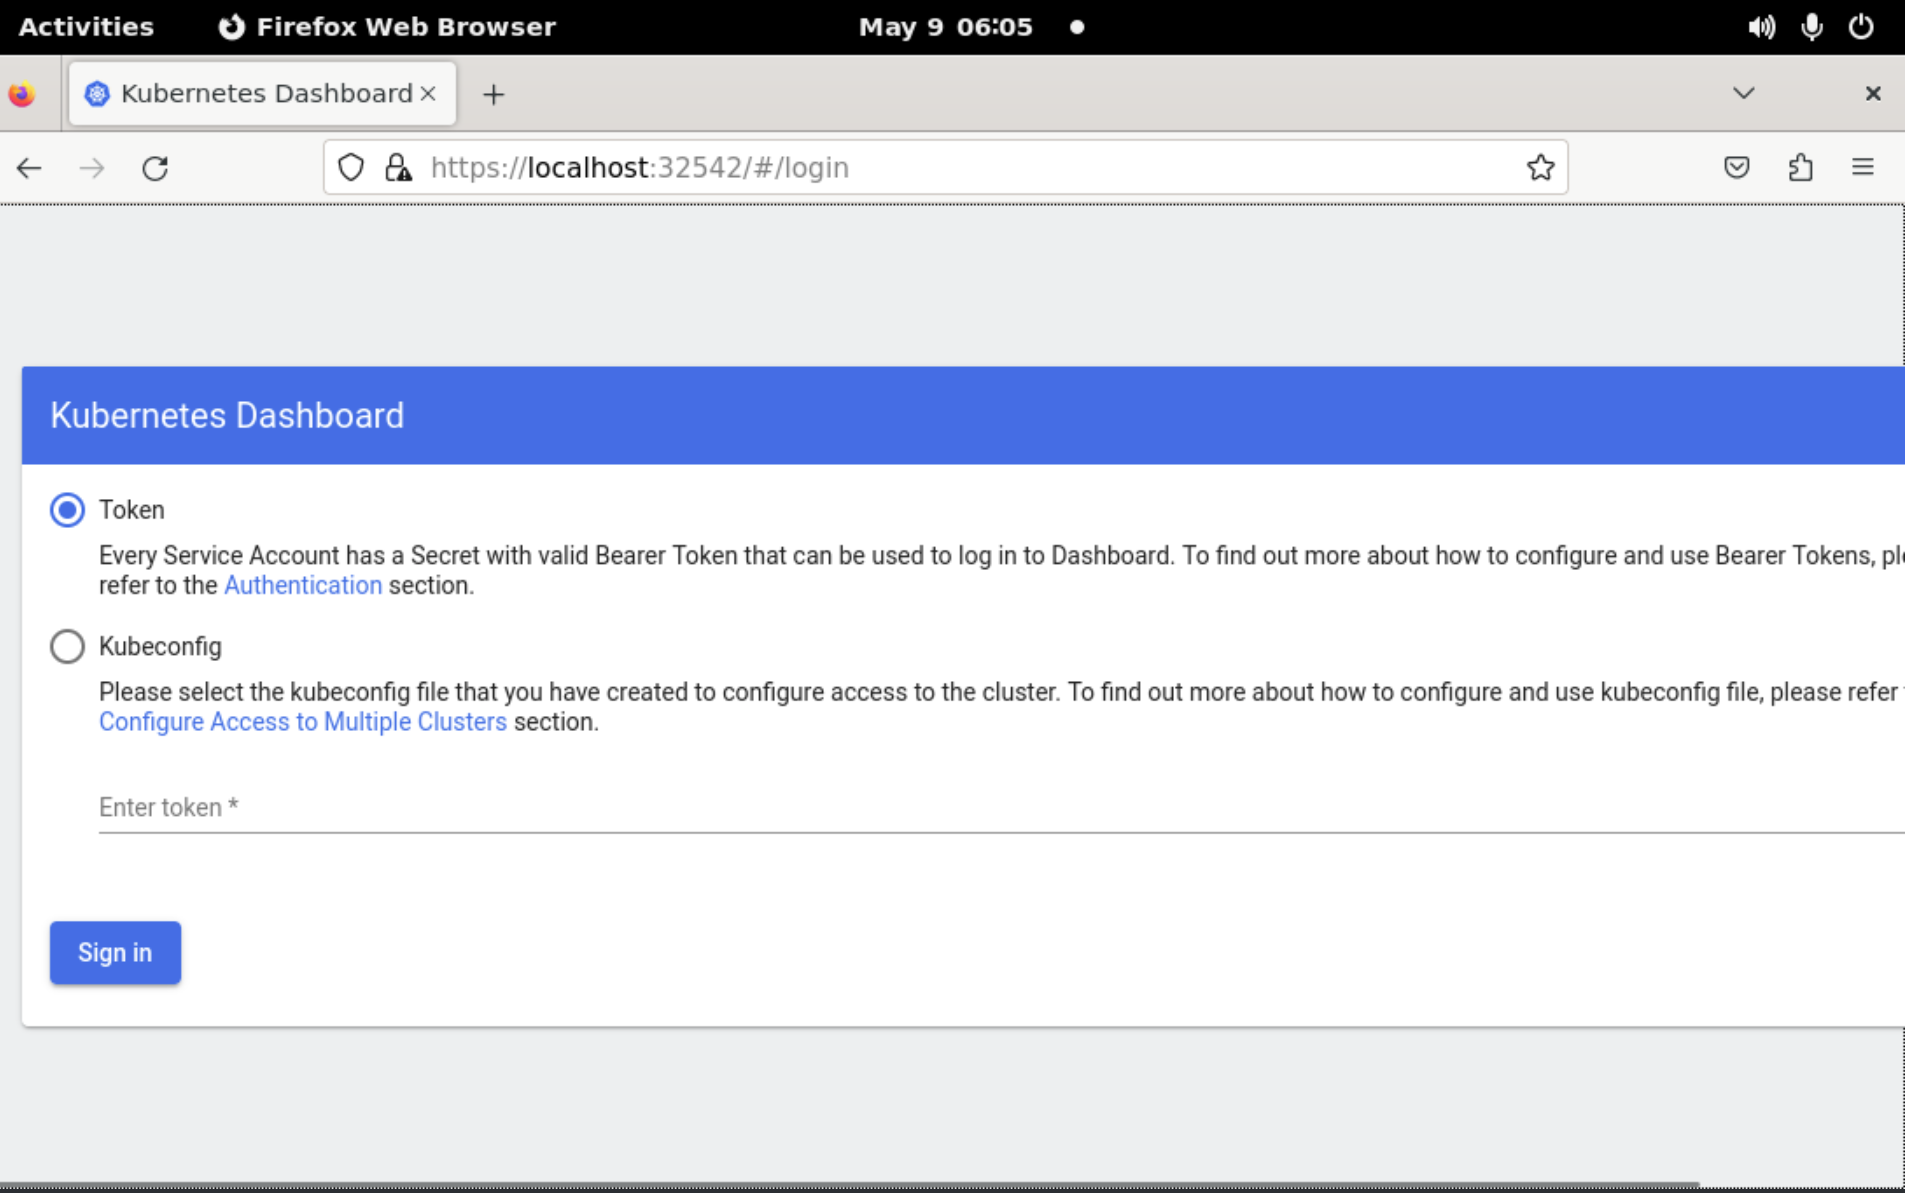 Activities Firefox Web Browser May 9 06:05
Kubernetes Dashboard
https://localhost:32542/#/login
Kubernetes Dashboard
Token
Every Service Account has a Secret with valid Bearer Token that can be used to log in to Dashboard. To find out more about how to configure and use Bearer Tokens,
refer to the Authentication section.
Kubeconfig
Please select the kubeconfig file that you have created to configure access to the cluster. To find out more about how to configure and use kubeconfig file, please refer
Configure Access to Multiple Clusters section.
Enter token *
Sign in